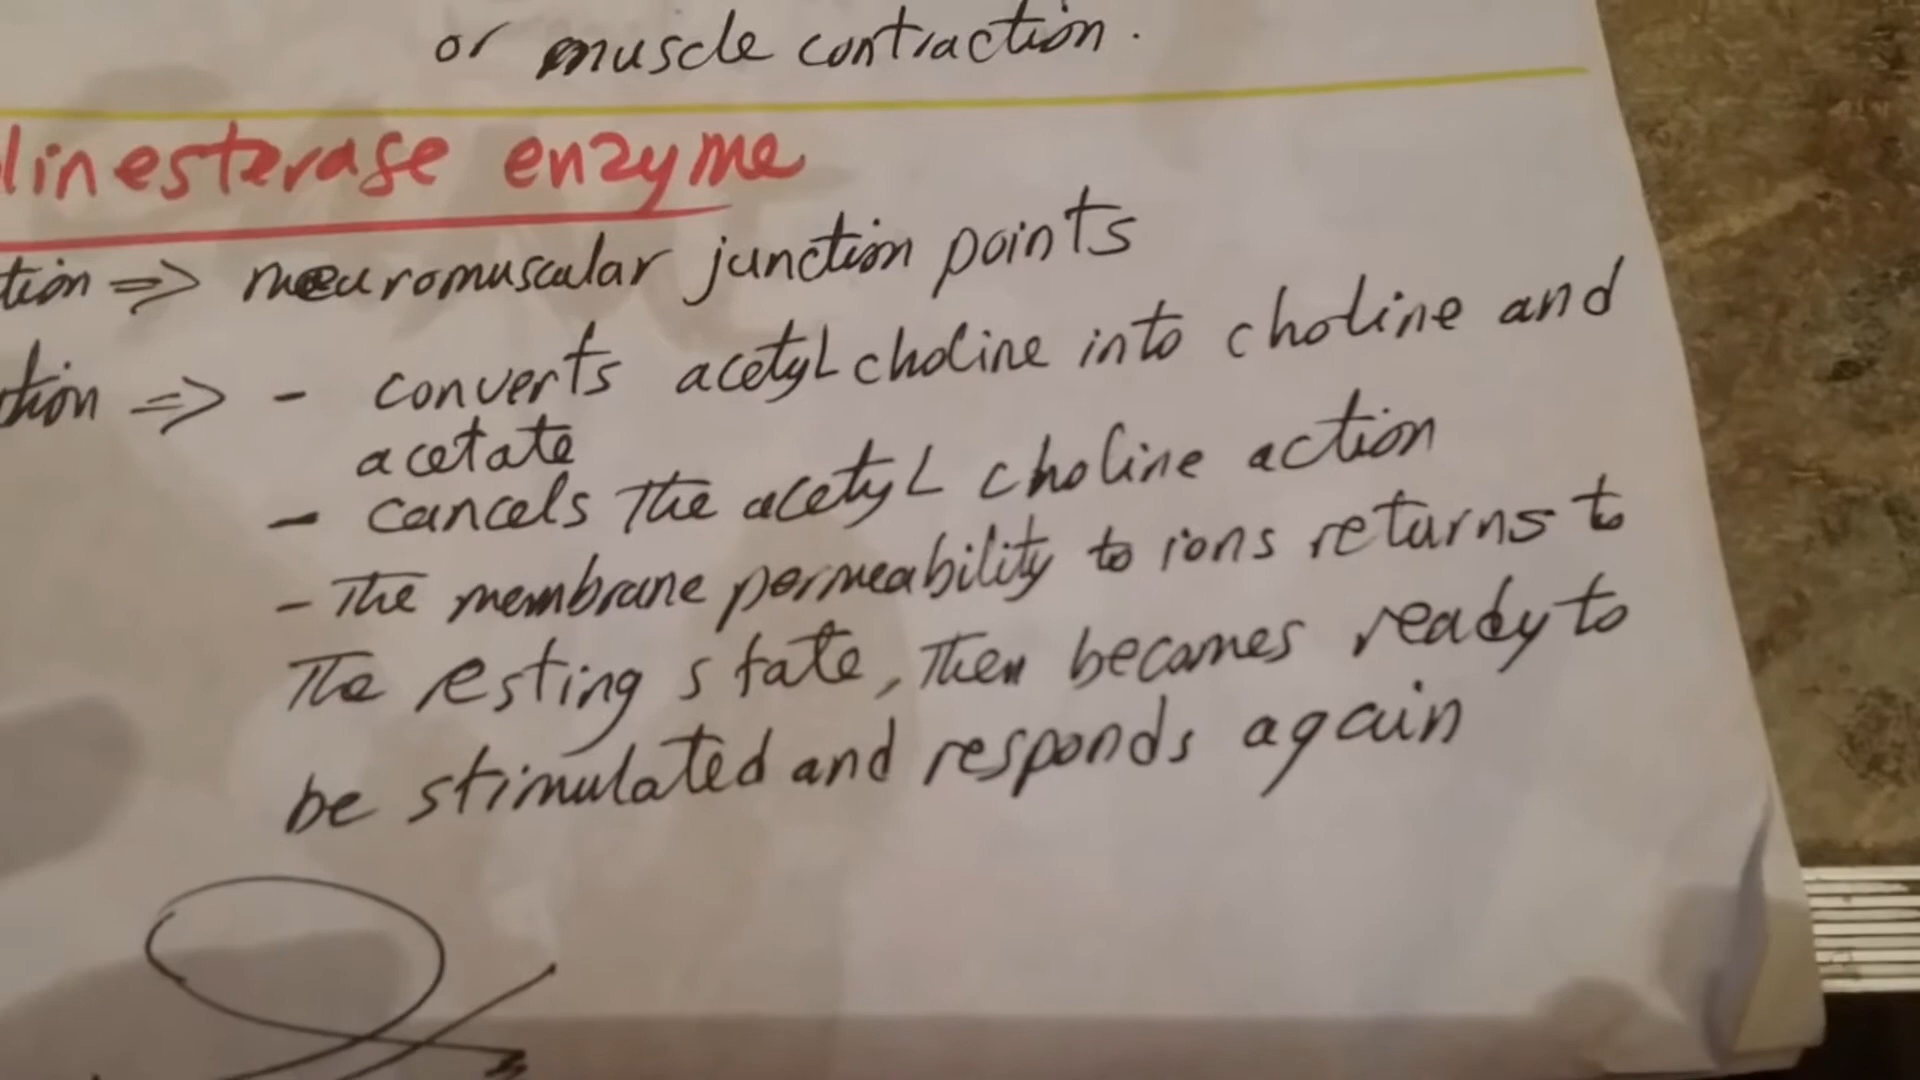 or muscle contraction.
linesterase enzyme
tion => neuromuscular junction points
tion => - converts acetyl choline into choline and
acetate
- cancels the acetyl choline action
- The membrane permeability to ions returns to
The resting state, Then becomes ready to
be stimulated and responds again